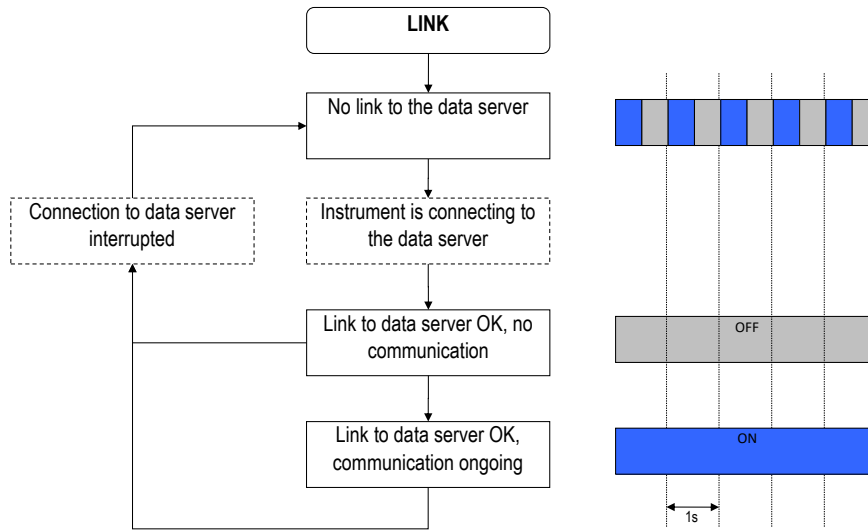 LINK
No link to the data server
Connection to data server
interrupted
Instrument is connecting to
the data server
Link to data server OK, no
communication
OFF
Link to data server OK,
communication ongoing
ON
1s